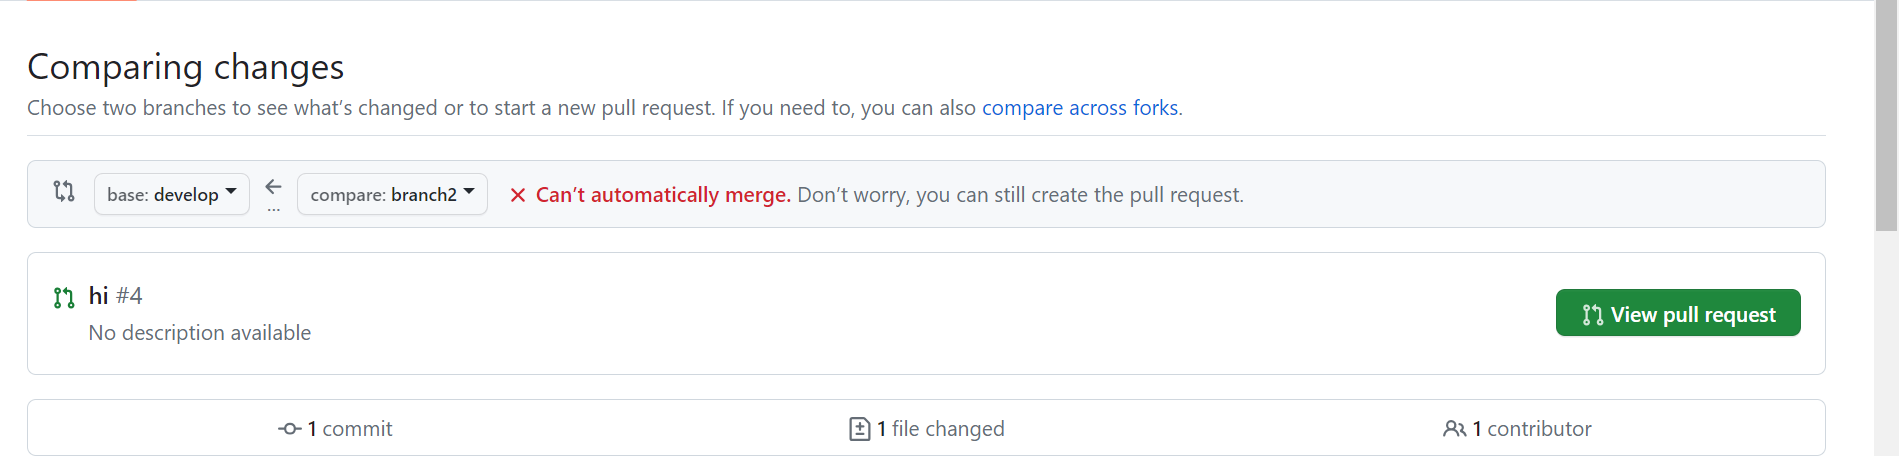 Comparing changes
Choose two branches to see what's changed or to start a new pull request. If you need to, you can also compare across forks.
base: develop ... compare: branch2 Can't automatically merge. Don't worry, you can still create the pull request.
hi #4
No description available
View pull request
1 commit 1 file changed 1 contributor